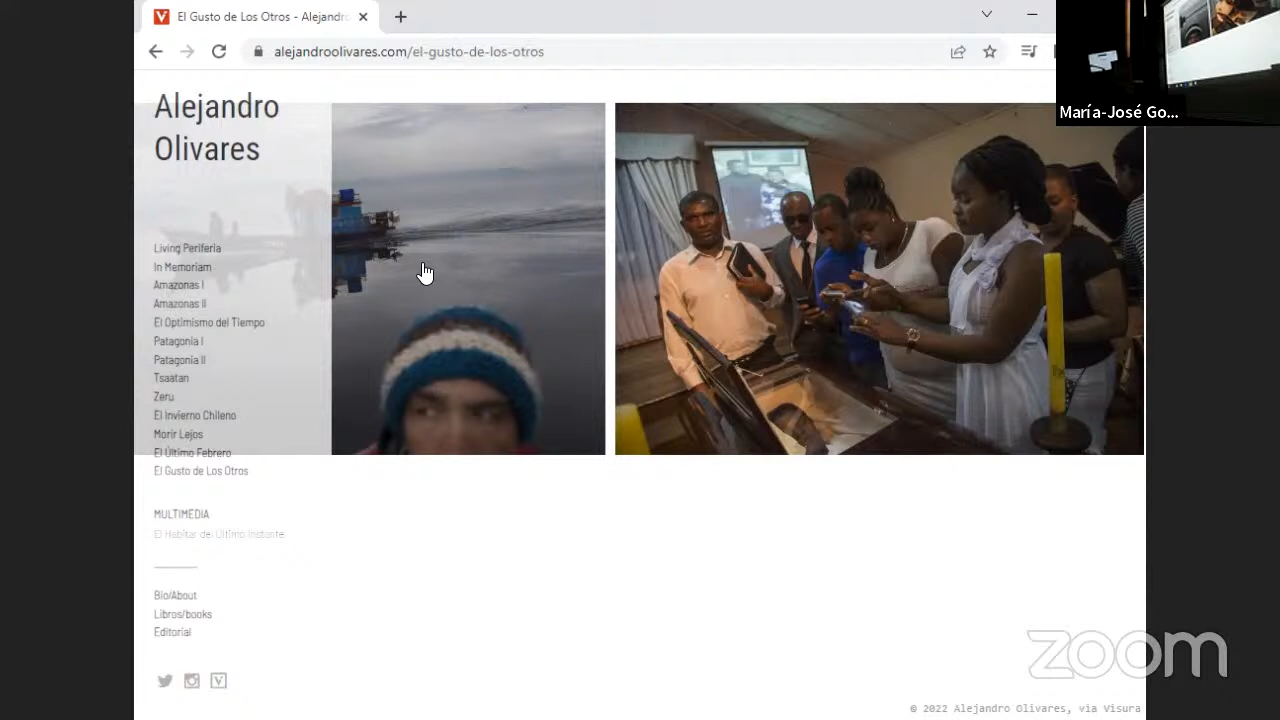 El Gusto de Los Otros - Alejandro
alejandroolivares.com/el-gusto-de-los-otros
María-José Go...
Alejandro
Olivares
Living Periferia
In Memoriam
Amazonas I
Amazonas II
El Optimismo del Tiempo
Patagonia I
Patagonia II
Tsaatan
Zeru
El Invierno Chileno
Morir Lejos
El Último Febrero
El Gusto de Los Otros
MULTIMEDIA
El Habitar del Último Instante
Bio/About
Libros/books
Editorial
zoom
© 2022 Alejandro Olivares, via Visura